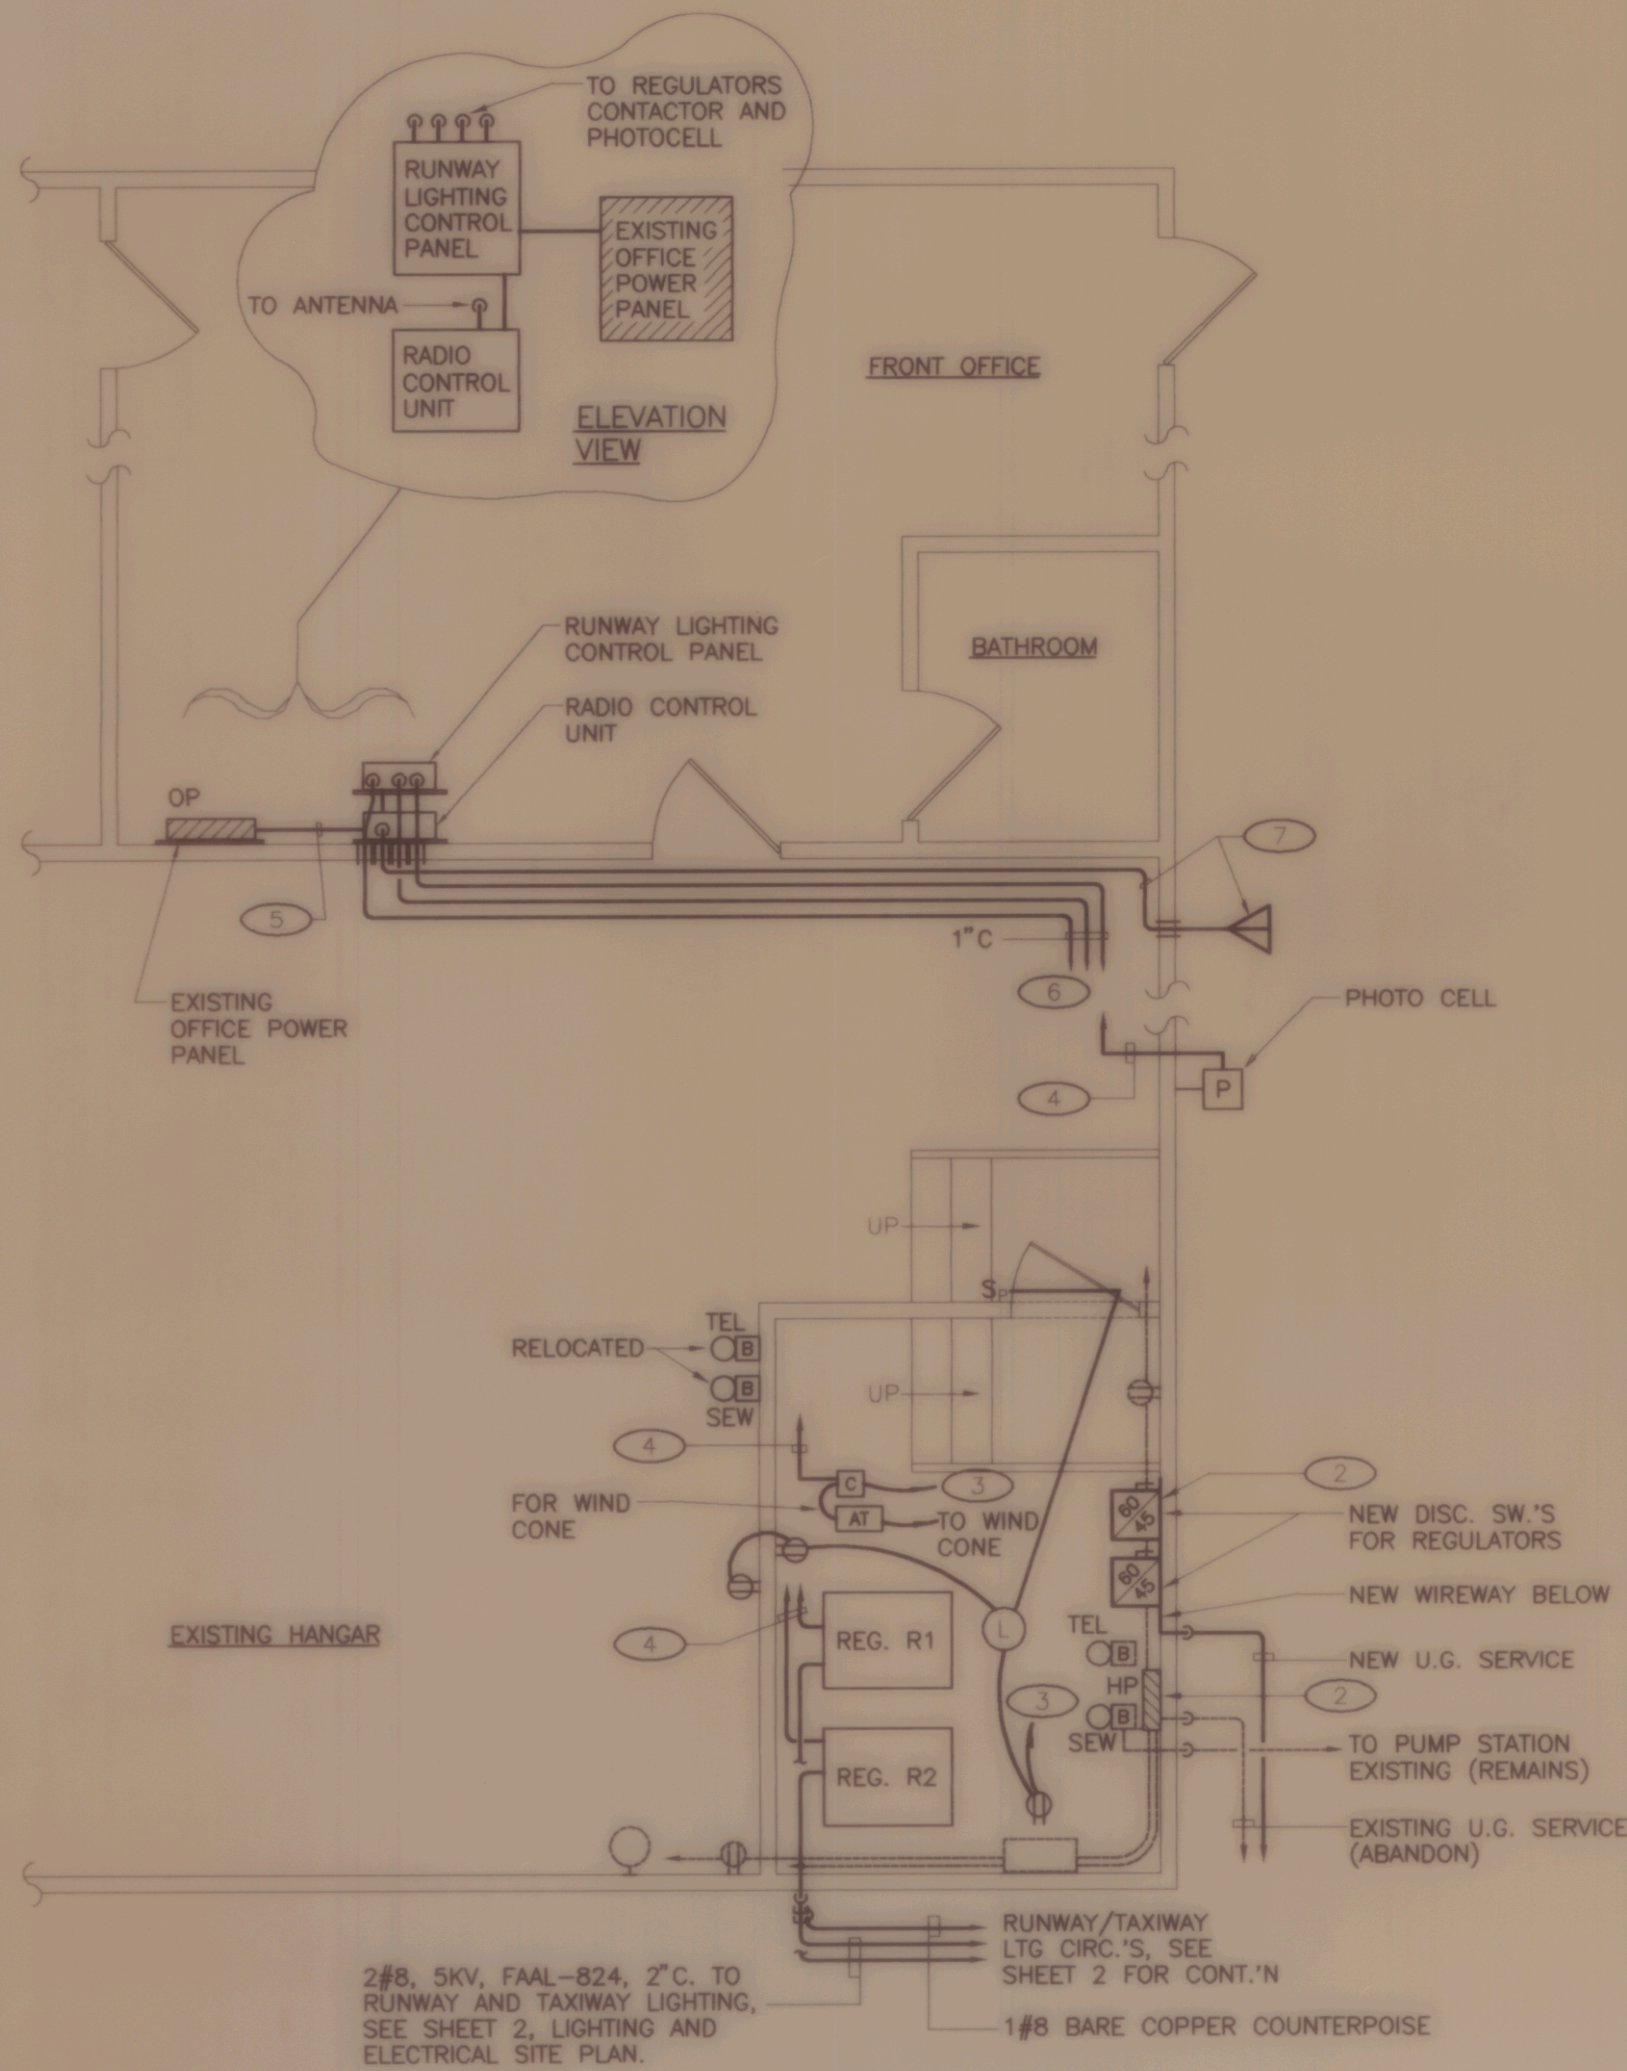 TO REGULATORS
CONTACTOR AND
PHOTOCELL
RUNWAY
LIGHTING
CONTROL
PANEL
EXISTING
OFFICE
POWER
PANEL
TO ANTENNA
RADIO
CONTROL
UNIT
ELEVATION
VIEW
FRONT OFFICE
RUNWAY LIGHTING
CONTROL PANEL
BATHROOM
RADIO CONTROL
UNIT
OP
7
5
1"C
6
EXISTING
OFFICE POWER
PANEL
PHOTO CELL
4
P
UP
SP
TEL
RELOCATED
B
B
SEW
UP
4
C
3
2
FOR WIND
CONE
AT
TO WIND
CONE
60
45
NEW DISC. SW.'S
FOR REGULATORS
60
45
NEW WIREWAY BELOW
EXISTING HANGAR
4
REG. R1
L
TEL
B
NEW U.G. SERVICE
HP
3
2
B
SEW
TO PUMP STATION
EXISTING (REMAINS)
REG. R2
EXISTING U.G. SERVICE
(ABANDON)
RUNWAY/TAXIWAY
LTG CIRC.'S, SEE
SHEET 2 FOR CONT.'N
2#8, 5KV, FAAL-824, 2"C. TO
RUNWAY AND TAXIWAY LIGHTING,
SEE SHEET 2, LIGHTING AND
ELECTRICAL SITE PLAN.
1#8 BARE COPPER COUNTERPOISE